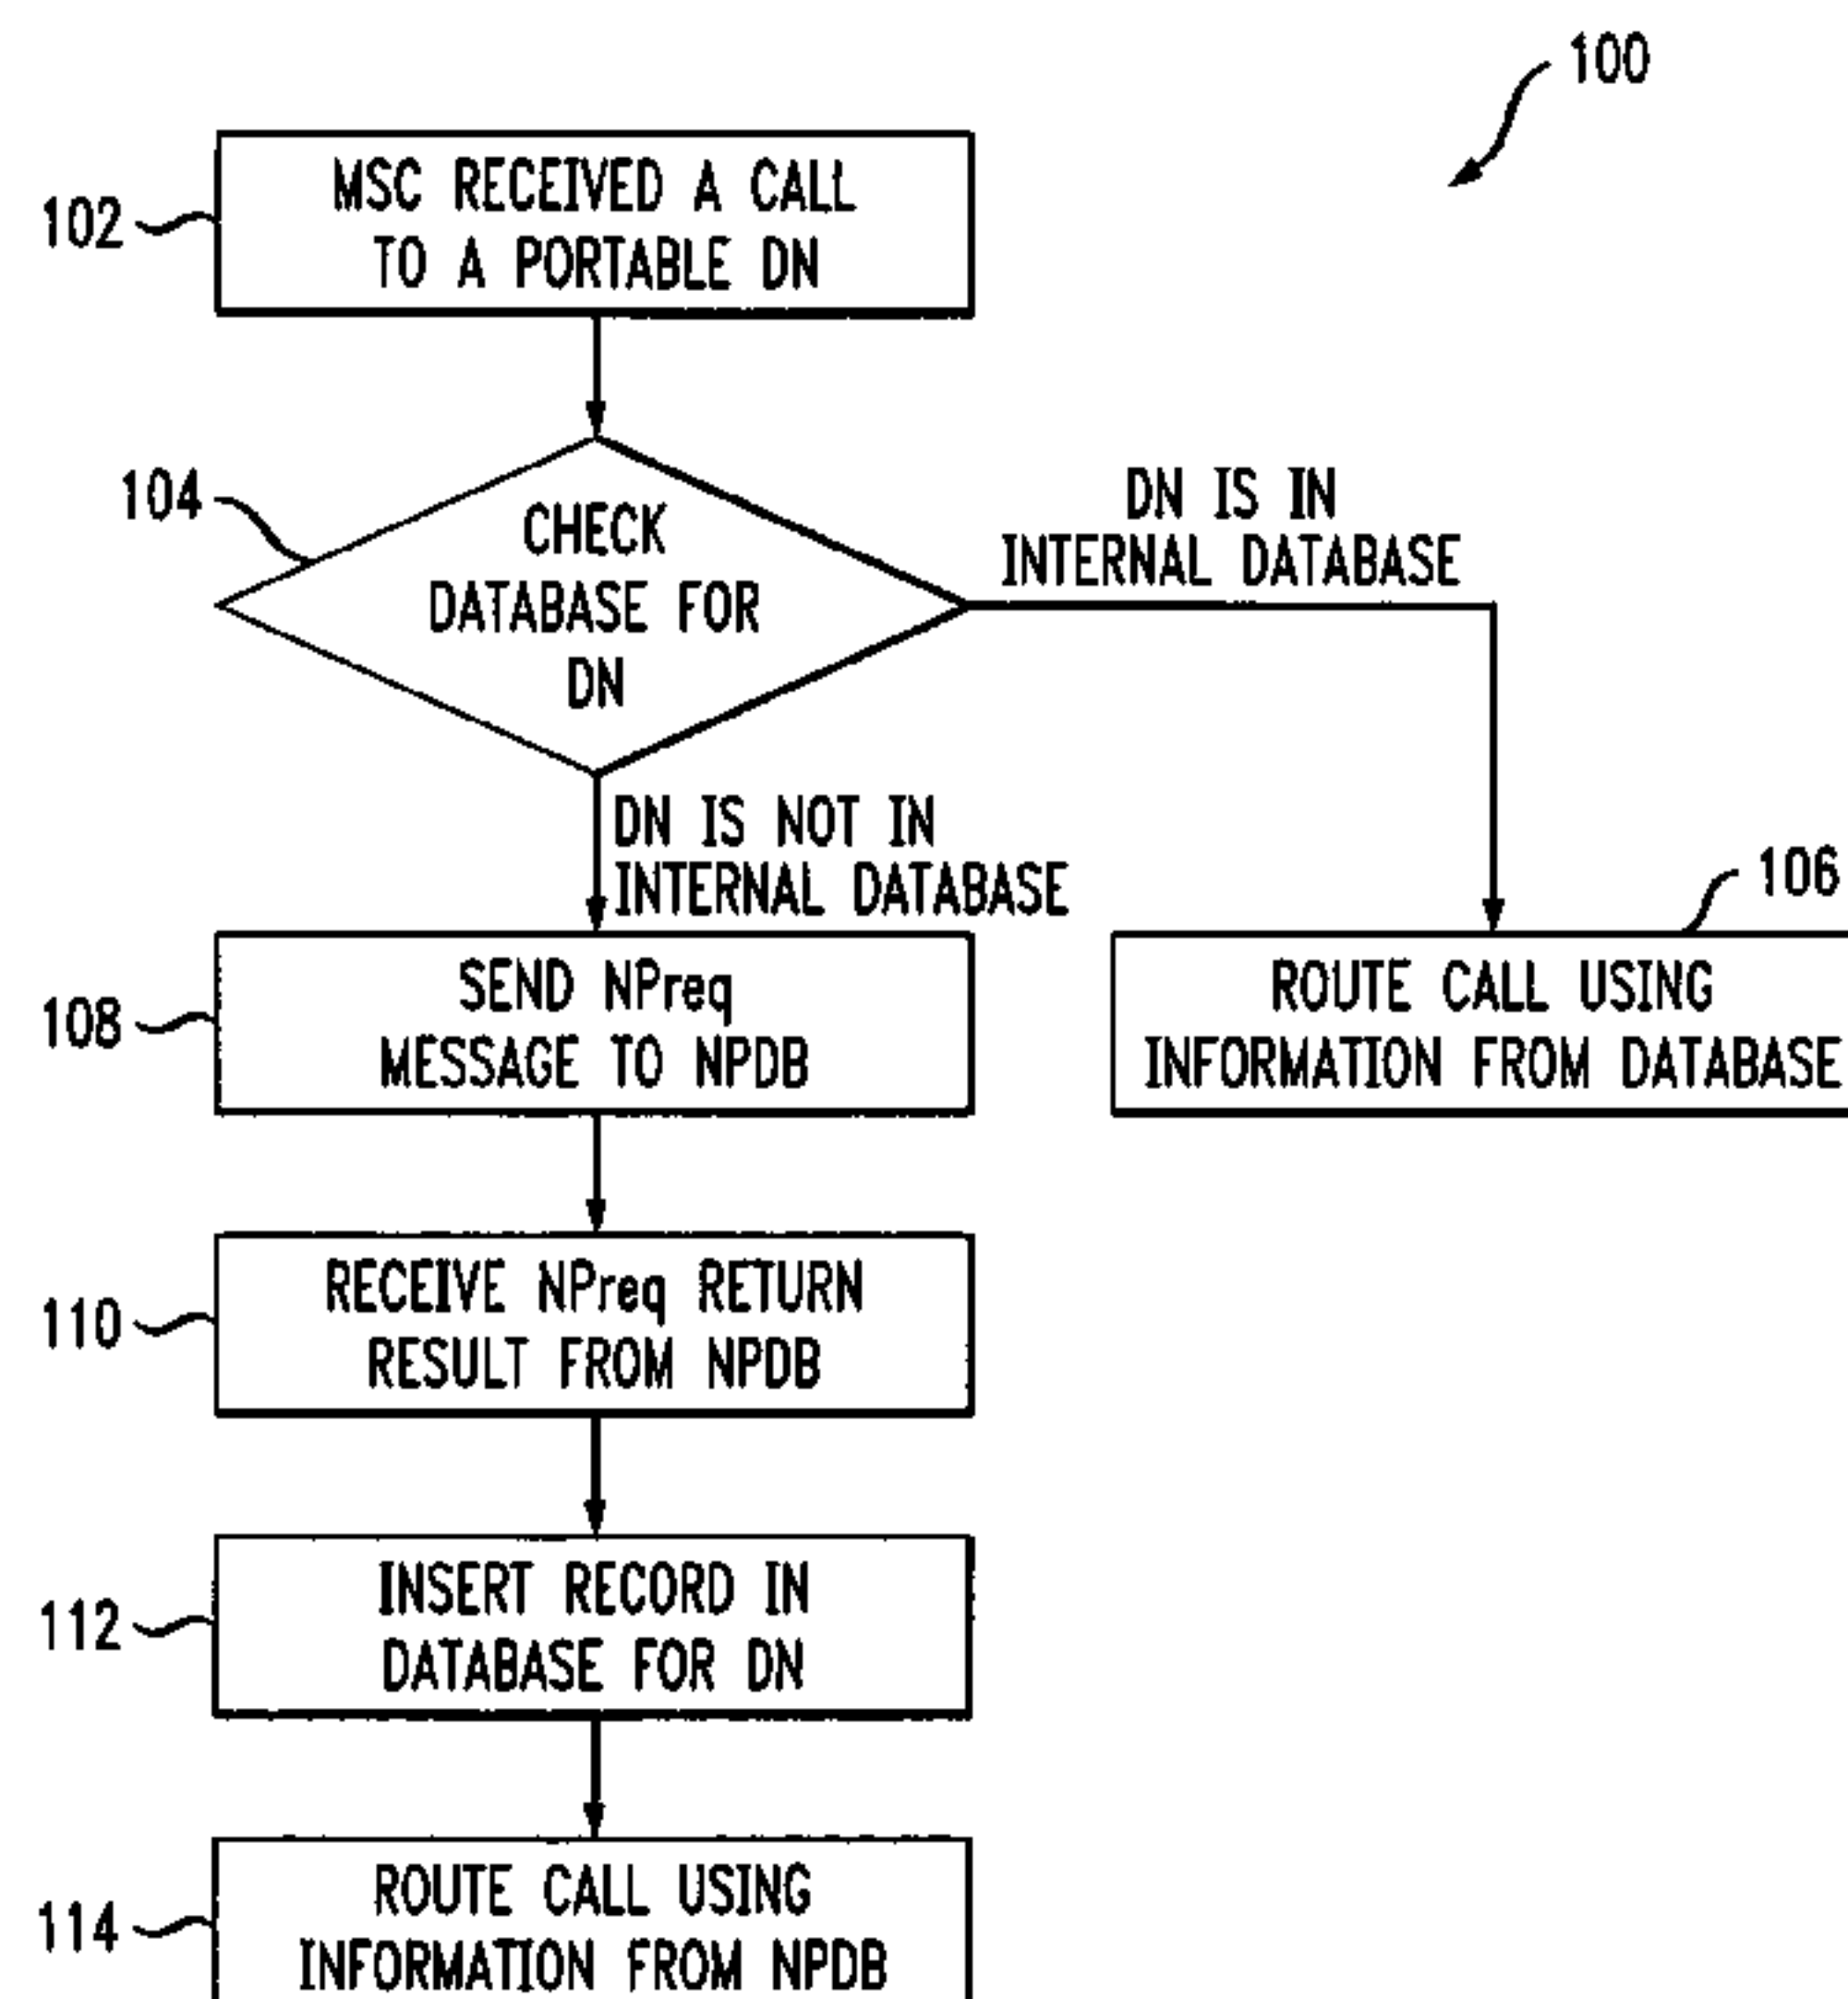 100
102
MSC RECEIVED A CALL
TO A PORTABLE DN
104
CHECK
DATABASE FOR
DN
DN IS IN
INTERNAL DATABASE
DN IS NOT IN
INTERNAL DATABASE
106
108
SEND NPreq
MESSAGE TO NPDB
ROUTE CALL USING
INFORMATION FROM DATABASE
110
RECEIVE NPreq RETURN
RESULT FROM NPDB
112
INSERT RECORD IN
DATABASE FOR DN
114
ROUTE CALL USING
INFORMATION FROM NPDB